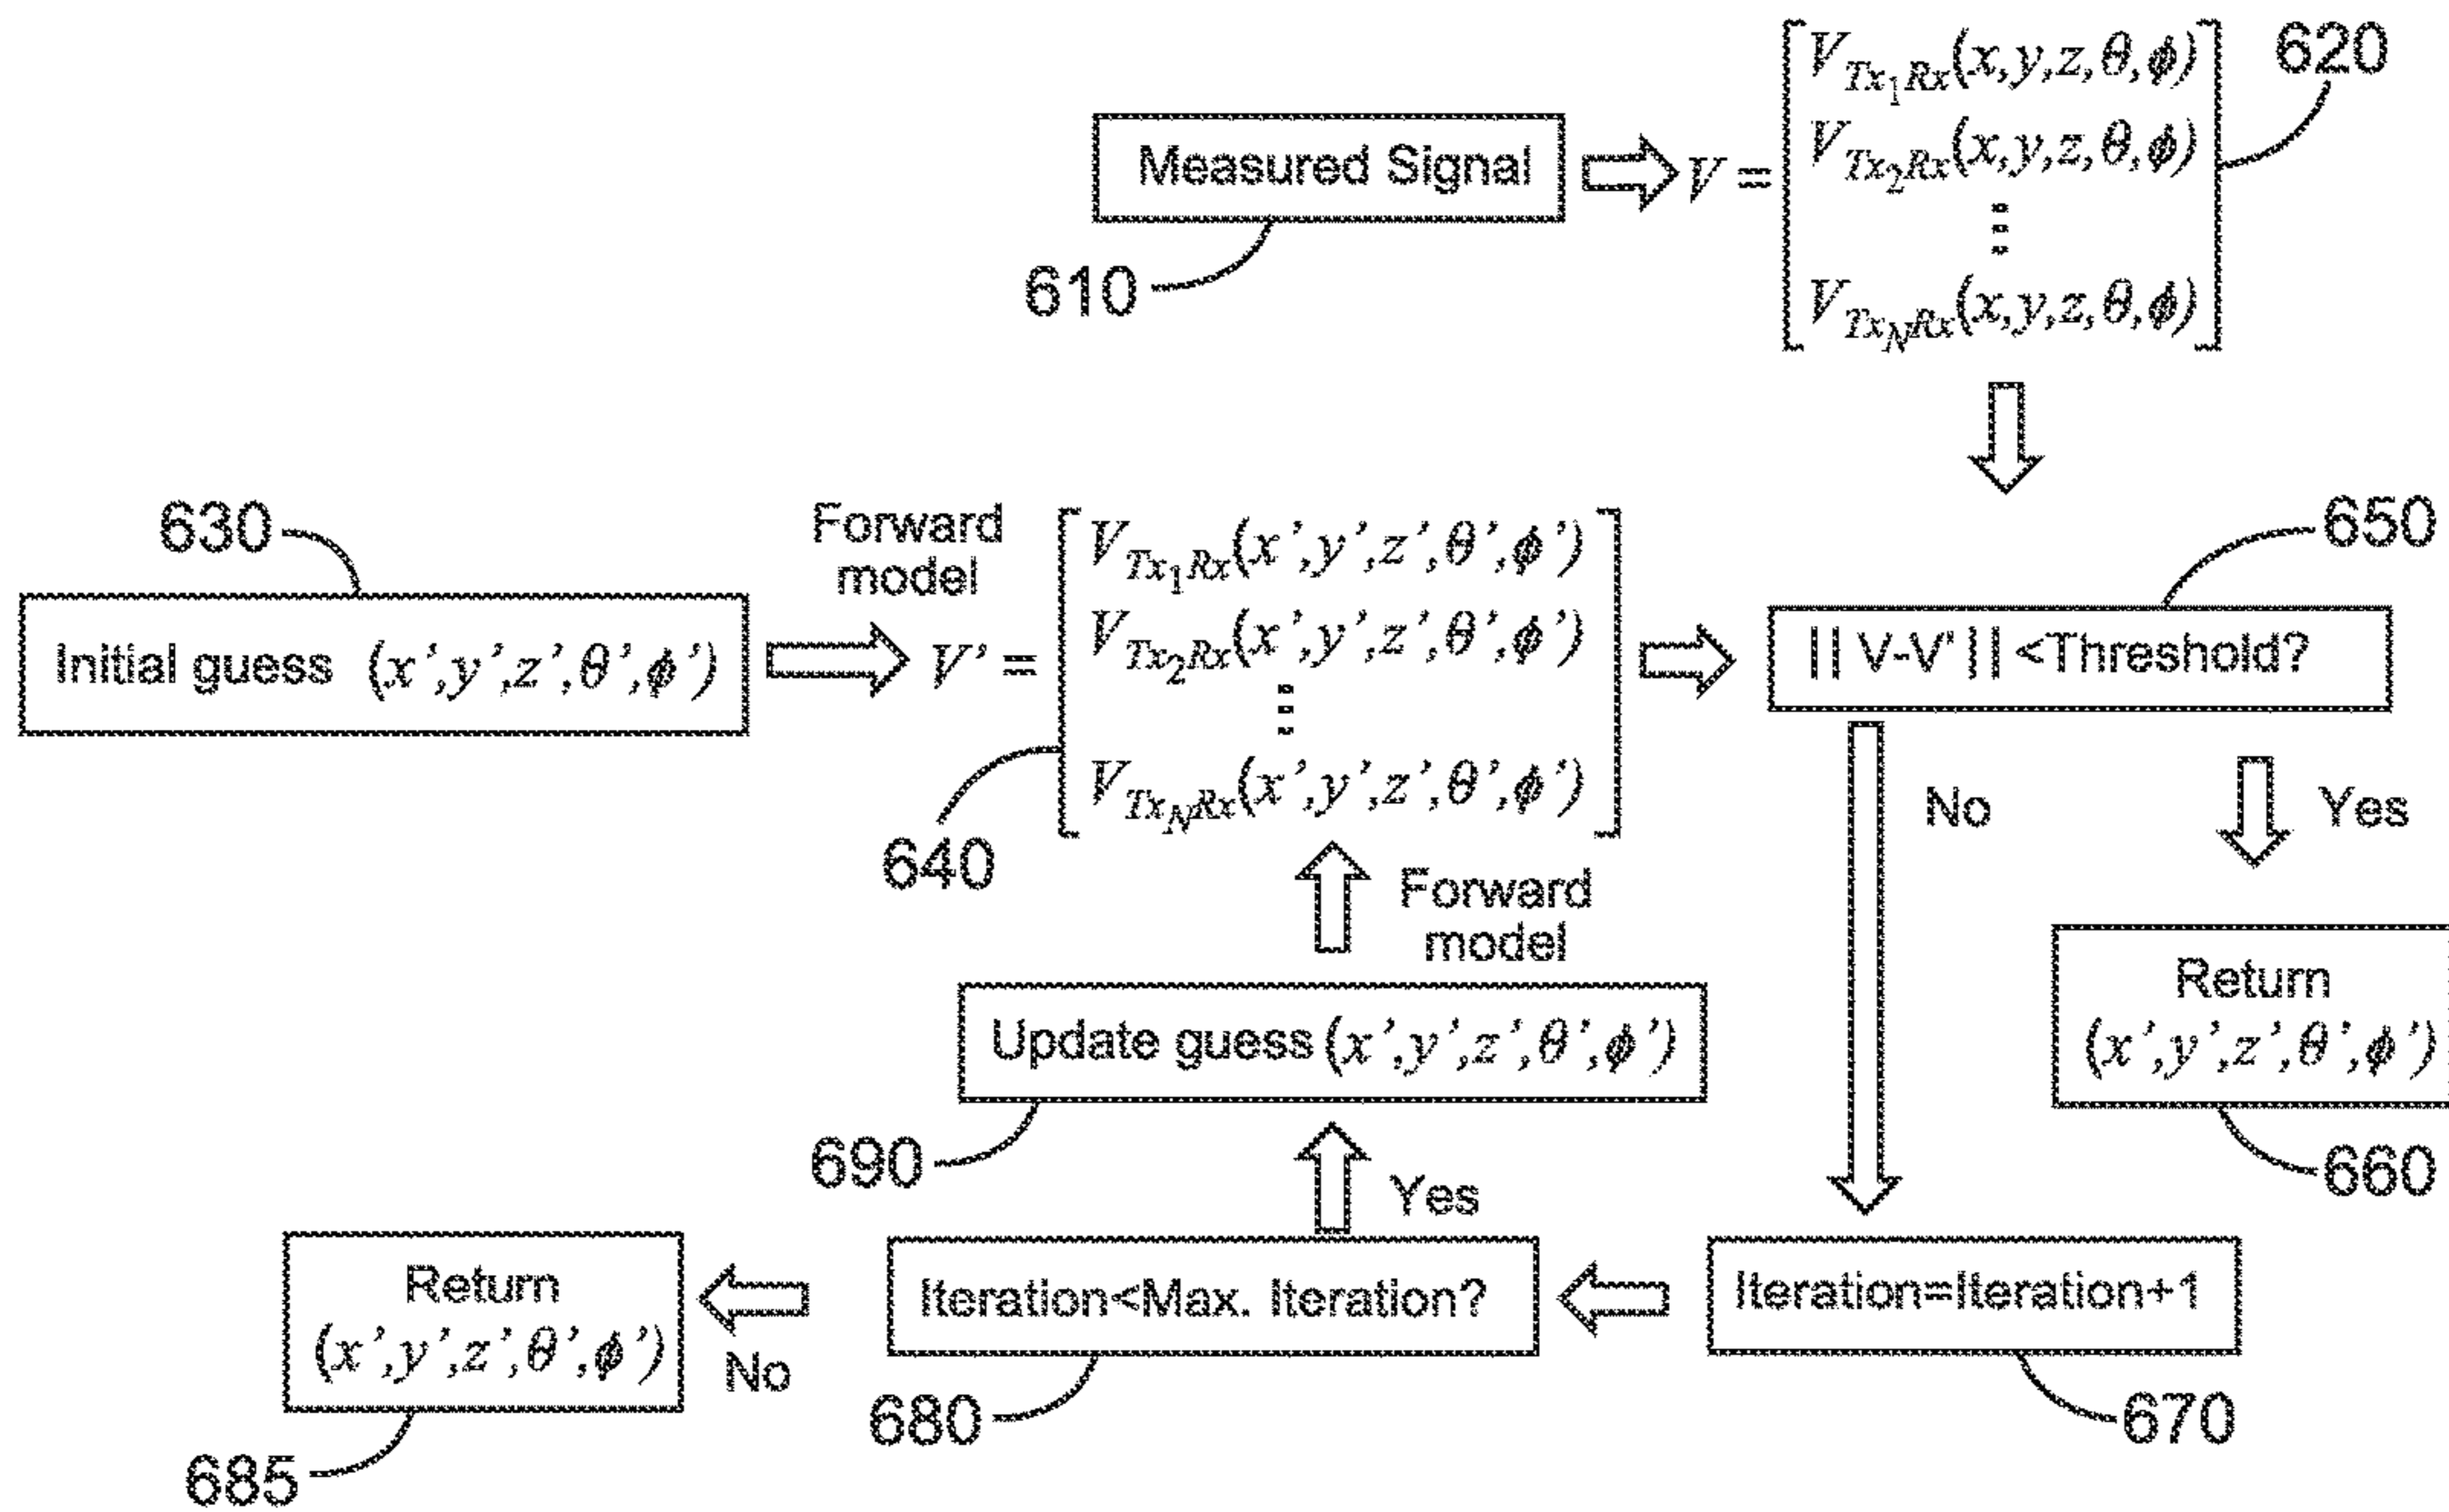 620
Measured Signal
V =
V_{Tx_1Rx}(x,y,z,θ,ϕ)
V_{Tx_2Rx}(x,y,z,θ,ϕ)
⋮
V_{Tx_NRx}(x,y,z,θ,ϕ)
610
630
Forward
model
650
Initial guess (x',y',z',θ',ϕ')
V' =
V_{Tx_1Rx}(x',y',z',θ',ϕ')
V_{Tx_2Rx}(x',y',z',θ',ϕ')
⋮
V_{Tx_NRx}(x',y',z',θ',ϕ')
|| V-V' || <Threshold?
No
Yes
640
Forward
model
Return
(x',y',z',θ',ϕ')
660
Update guess (x',y',z',θ',ϕ')
690
Yes
Return
(x',y',z',θ',ϕ')
No
Iteration<Max. Iteration?
Iteration=Iteration+1
680
670
685